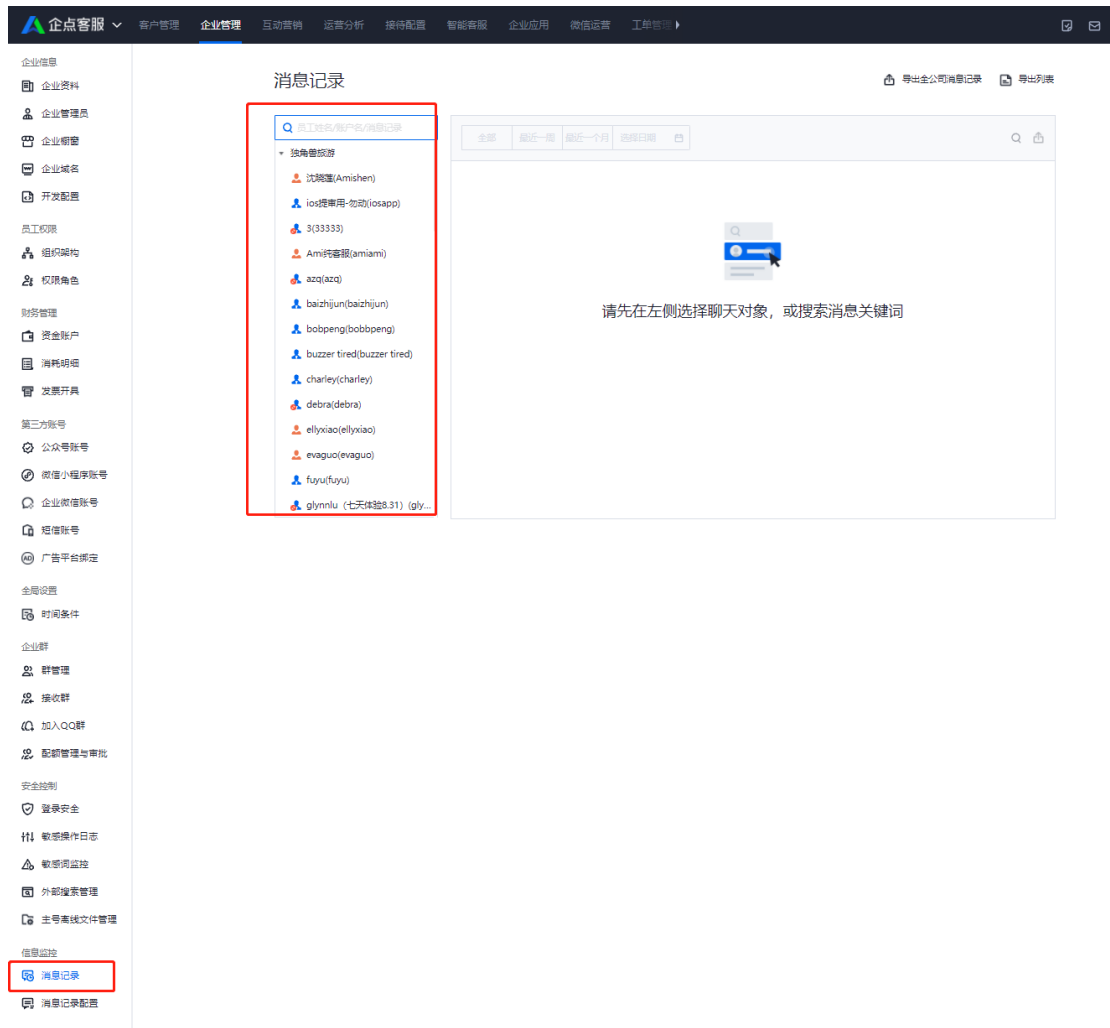 企点客服 客户管理 企业管理 互动营销 运营分析 接待配置 智能客服 企业应用 微信运营 工单管理
企业信息
企业资料
企业管理员
企业橱窗
企业域名
开发配置
员工权限
组织架构
权限角色
财务管理
资金账户
消耗明细
发票开具
第三方账号
公众号账号
微信小程序账号
企业微信账号
短信账号
广告平台绑定
全局设置
时间条件
企业群
群管理
接收群
加入QQ群
配额管理与审批
安全控制
登录安全
敏感操作日志
敏感词监控
外部搜索管理
主号离线文件管理
信息监控
消息记录
消息记录配置
消息记录
导出全公司消息记录 导出列表
员工姓名/账户名/消息记录
独角兽旅游
沈晓莲(Amishen)
ios提审用-勿动(iosapp)
3(33333)
Ami纯客服(amiami)
azq(azq)
baizhijun(baizhijun)
bobpeng(bobbpeng)
buzzer tired(buzzer tired)
charley(charley)
debra(debra)
ellyxiao(ellyxiao)
evaguo(evaguo)
fuyu(fuyu)
glynnlu（七天体验8.31）(gly...
全部 最近一周 最近一个月 选择日期
请先在左侧选择聊天对象，或搜索消息关键词